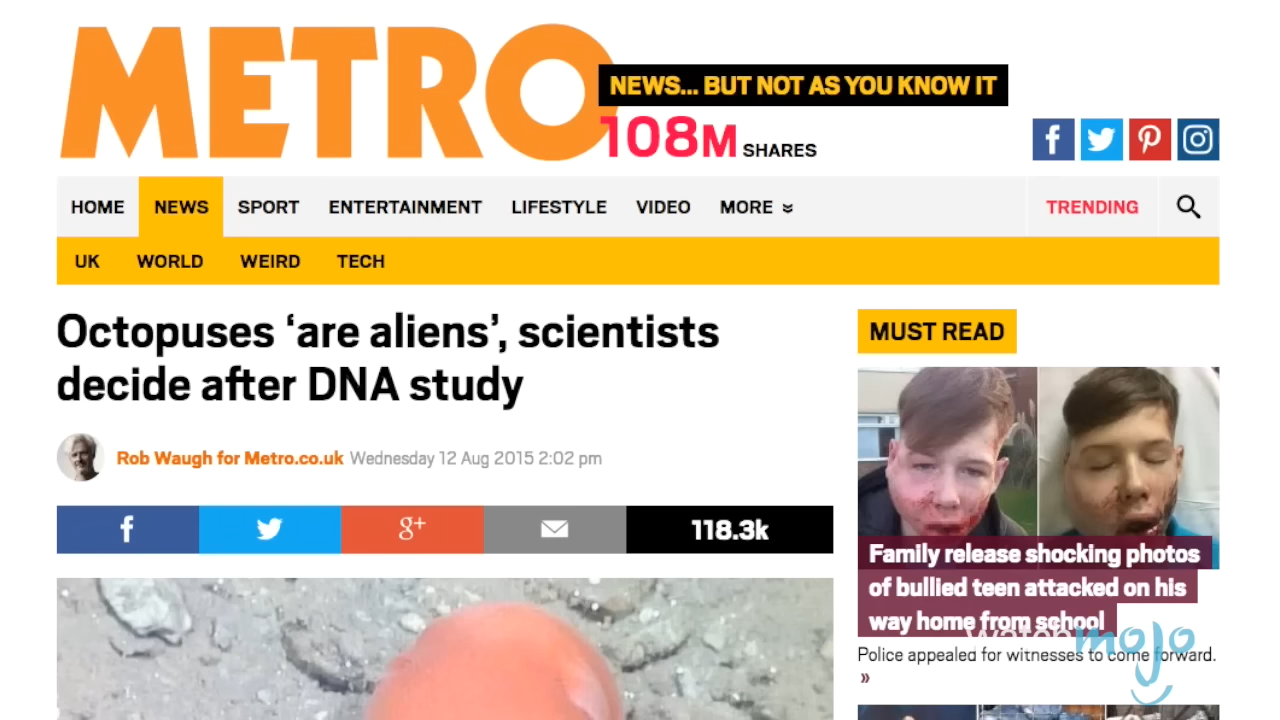 METRO
NEWS... BUT NOT AS YOU KNOW IT
108M SHARES
HOME NEWS SPORT ENTERTAINMENT LIFESTYLE VIDEO MORE TRENDING
UK WORLD WEIRD TECH
Octopuses ‘are aliens’, scientists
decide after DNA study
Rob Waugh for Metro.co.uk Wednesday 12 Aug 2015 2:02 pm
118.3k
MUST READ
Family release shocking photos
of bullied teen attacked on his
way home from school
Police appealed for witnesses to come forward.
»
watch mojo